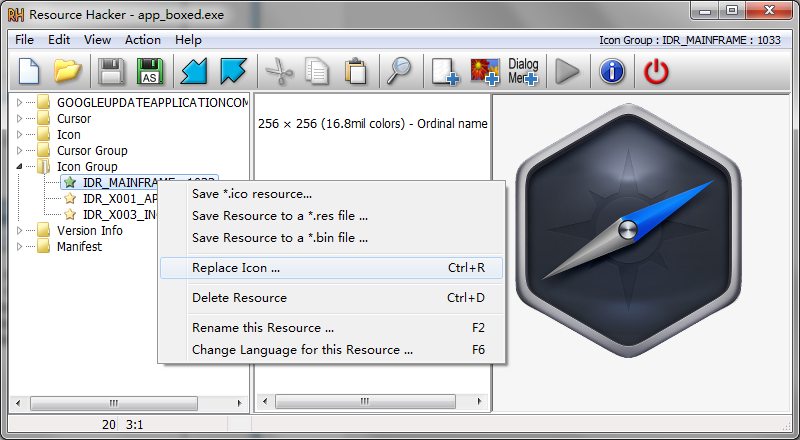 RH Resource Hacker - app_boxed.exe
File Edit View Action Help
Icon Group : IDR_MAINFRAME : 1033
AS
Dialog
Menu
GOOGLEUPDATEAPPLICATIONCOM
Cursor
Icon
Cursor Group
Icon Group
IDR_MAINFRAME : 1033
IDR_X001_AP
IDR_X003_IN
Version Info
Manifest
256 × 256 (16.8mil colors) - Ordinal name
Save *.ico resource...
Save Resource to a *.res file ...
Save Resource to a *.bin file ...
Replace Icon ... Ctrl+R
Delete Resource Ctrl+D
Rename this Resource ... F2
Change Language for this Resource ... F6
20 3:1